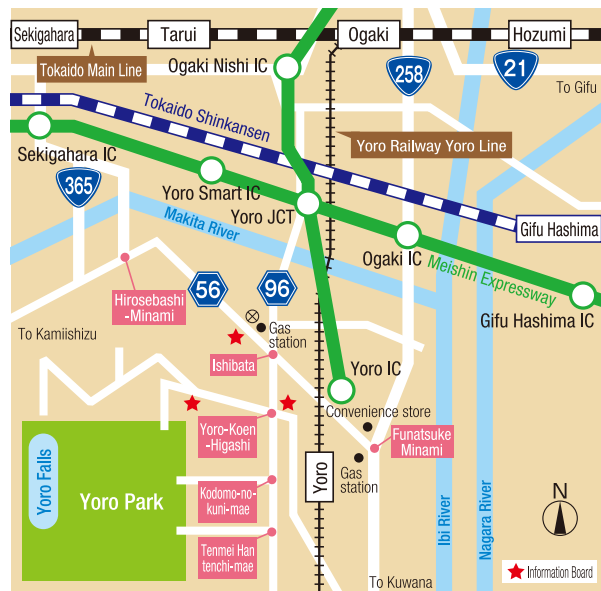 Sekigahara
Tarui
Ogaki
Hozumi
Tokaido Main Line
Ogaki Nishi IC
258
21
To Gifu
Tokaido Shinkansen
Yoro Railway Yoro Line
Sekigahara IC
365
Yoro Smart IC
Yoro JCT
Makita River
Gifu Hashima
Ogaki IC
Meishin Expressway
Gifu Hashima IC
Hirosebashi
-Minami
56
96
To Kamiishizu
Gas
station
Ishibata
Yoro IC
Convenience store
Yoro-Koen
-Higashi
Funatsuke
Minami
Gas
station
Yoro Falls
Yoro Park
Kodomo-no-
kuni-mae
Yoro
Ibi River
Nagara River
N
Tenmei Han
tenchi-mae
To Kuwana
Information Board